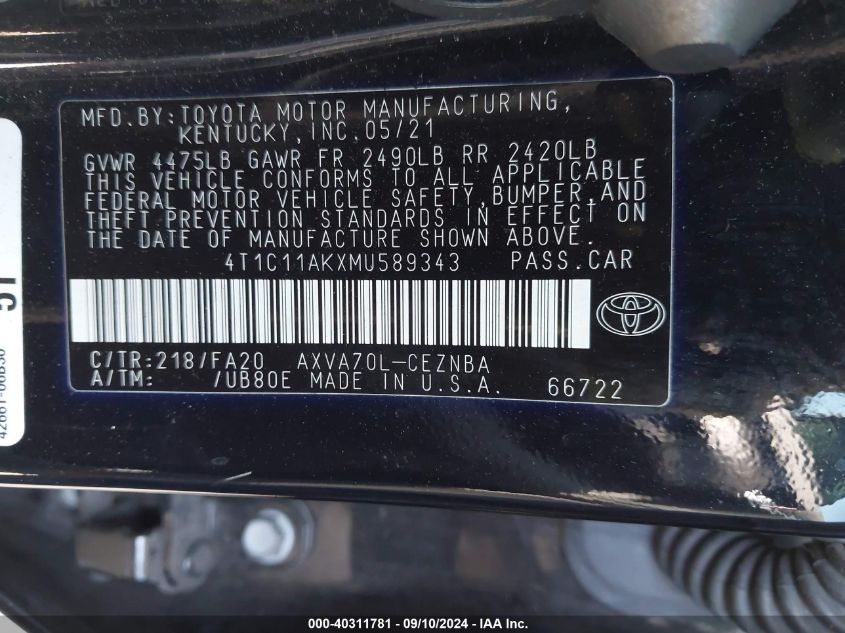 MFD.BY:TOYOTA MOTOR MANUFACTURING,
KENTUCKY,INC.05/21
GVWR 4475LB GAWR FR 2490LB RR 2420LB
THIS VEHICLE CONFORMS TO ALL APPLICABLE
FEDERAL MOTOR VEHICLE SAFETY,BUMPER,AND
THEFT PREVENTION STANDARDS IN EFFECT ON
THE DATE OF MANUFACTURE SHOWN ABOVE.
4T1C11AKXMU589343 PASS.CAR
C/TR:218/FA20 AXVA70L-CEZNBA
A/TM: /UB80E MADE IN U.S.A. 66722
000-40311781 - 09/10/2024 - IAA Inc.